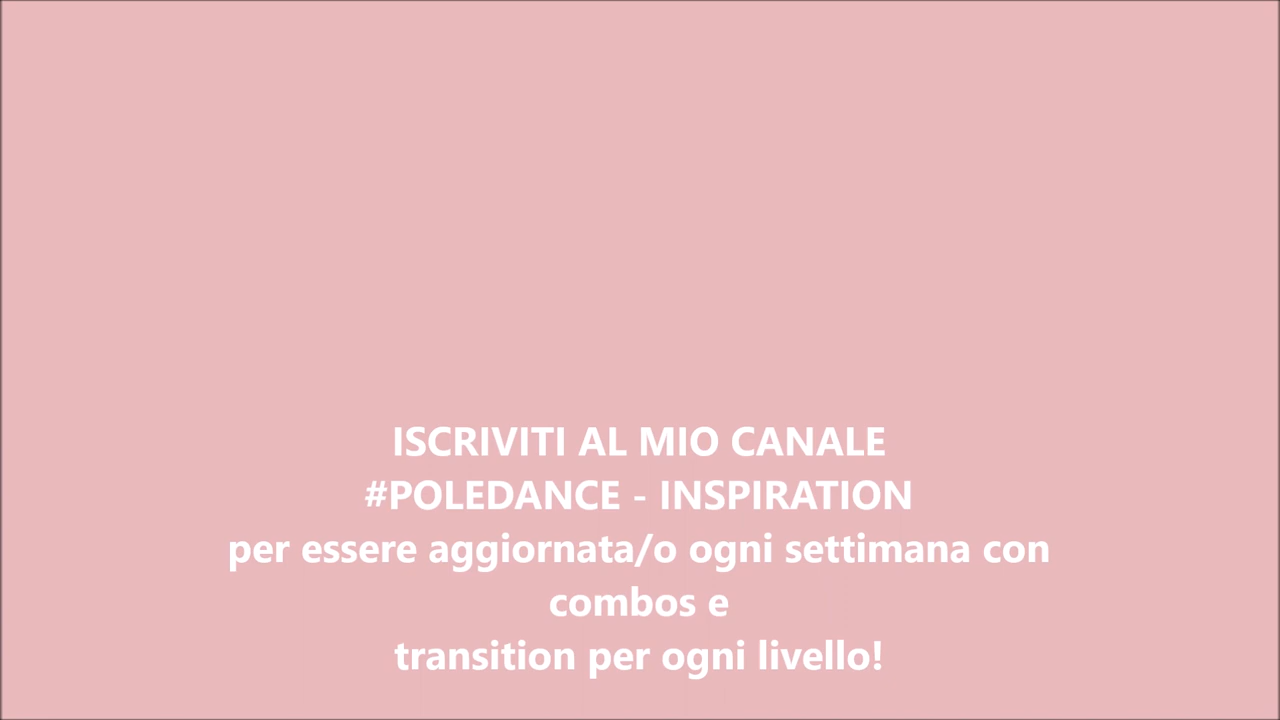 ISCRIVITI AL MIO CANALE
#POLEDANCE - INSPIRATION
per essere aggiornata/o ogni settimana con
combos e
transition per ogni livello!